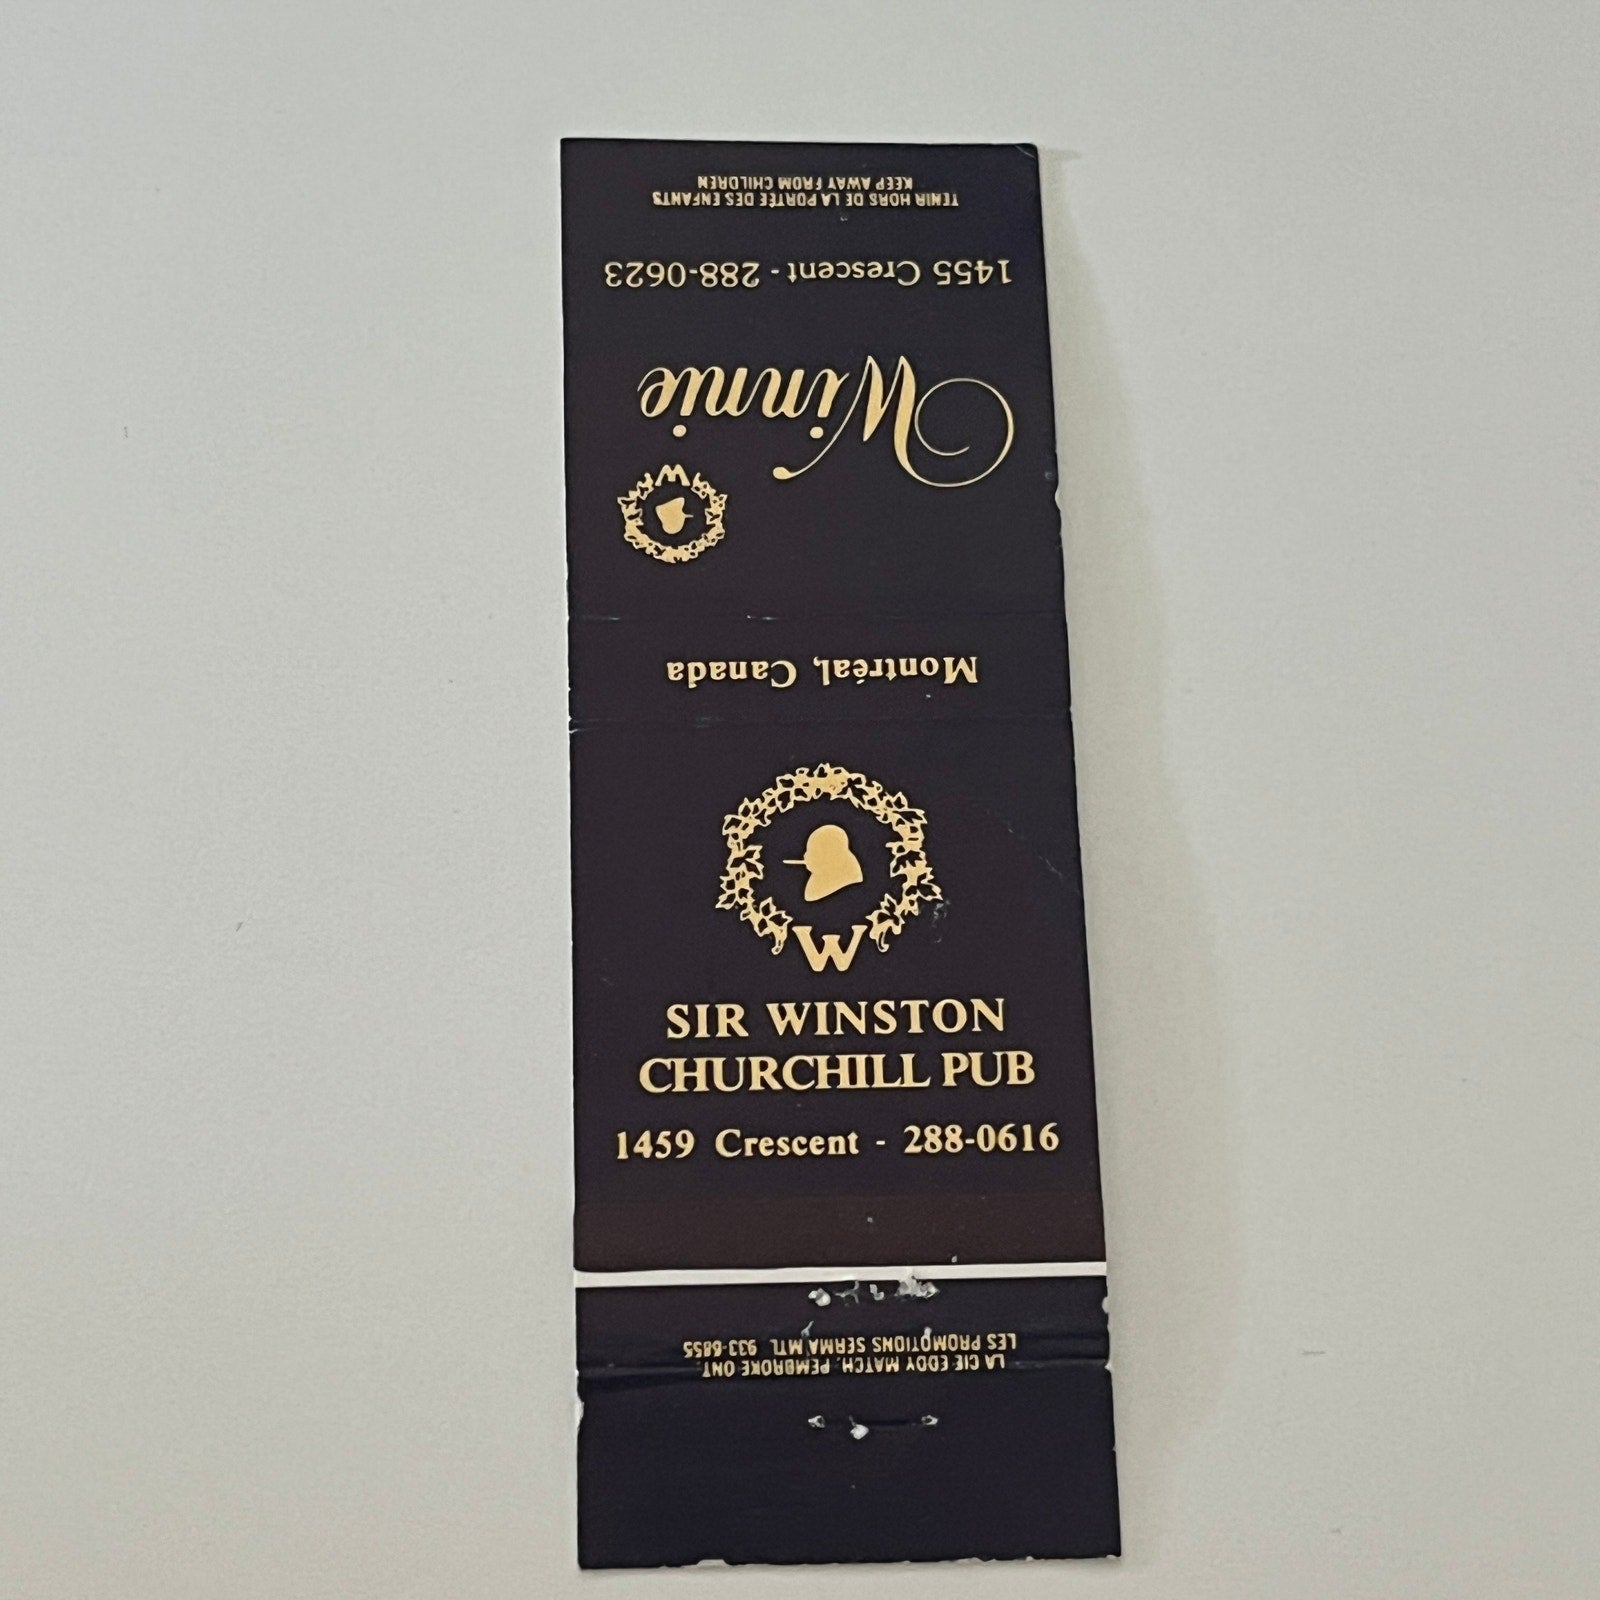 TENIR HORS DE LA PORTÉE DES ENFANTS
KEEP AWAY FROM CHILDREN
1455 Crescent - 288-0623
Winnie
W
Montréal, Canada
W
SIR WINSTON
CHURCHILL PUB
1459 Crescent - 288-0616
LA CIE EDDY MATCH, PEMBROKE ONT.
LES PROMOTIONS SERMA MTL 933-6855